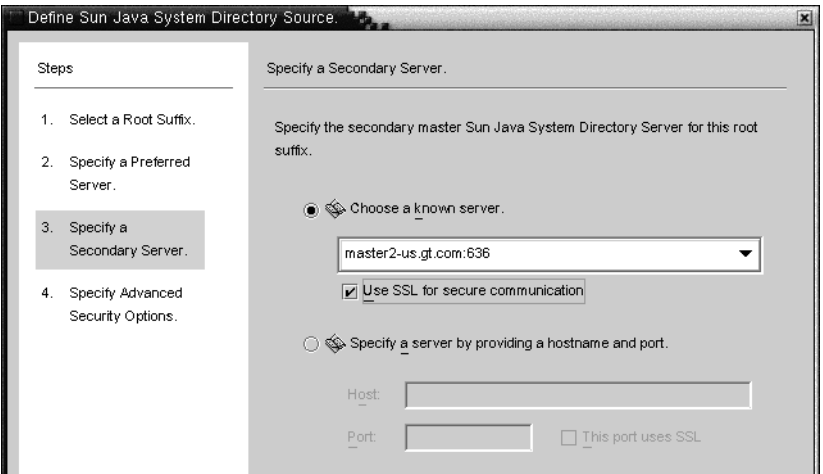 Define Sun Java System Directory Source.
Steps
1. Select a Root Suffix.
2. Specify a Preferred
Server.
3. Specify a
Secondary Server.
4. Specify Advanced
Security Options.
Specify a Secondary Server.
Specify the secondary master Sun Java System Directory Server for this root
suffix.
Choose a known server.
master2-us.gt.com:636
Use SSL for secure communication
Specify a server by providing a hostname and port.
Host:
Port:
This port uses SSL